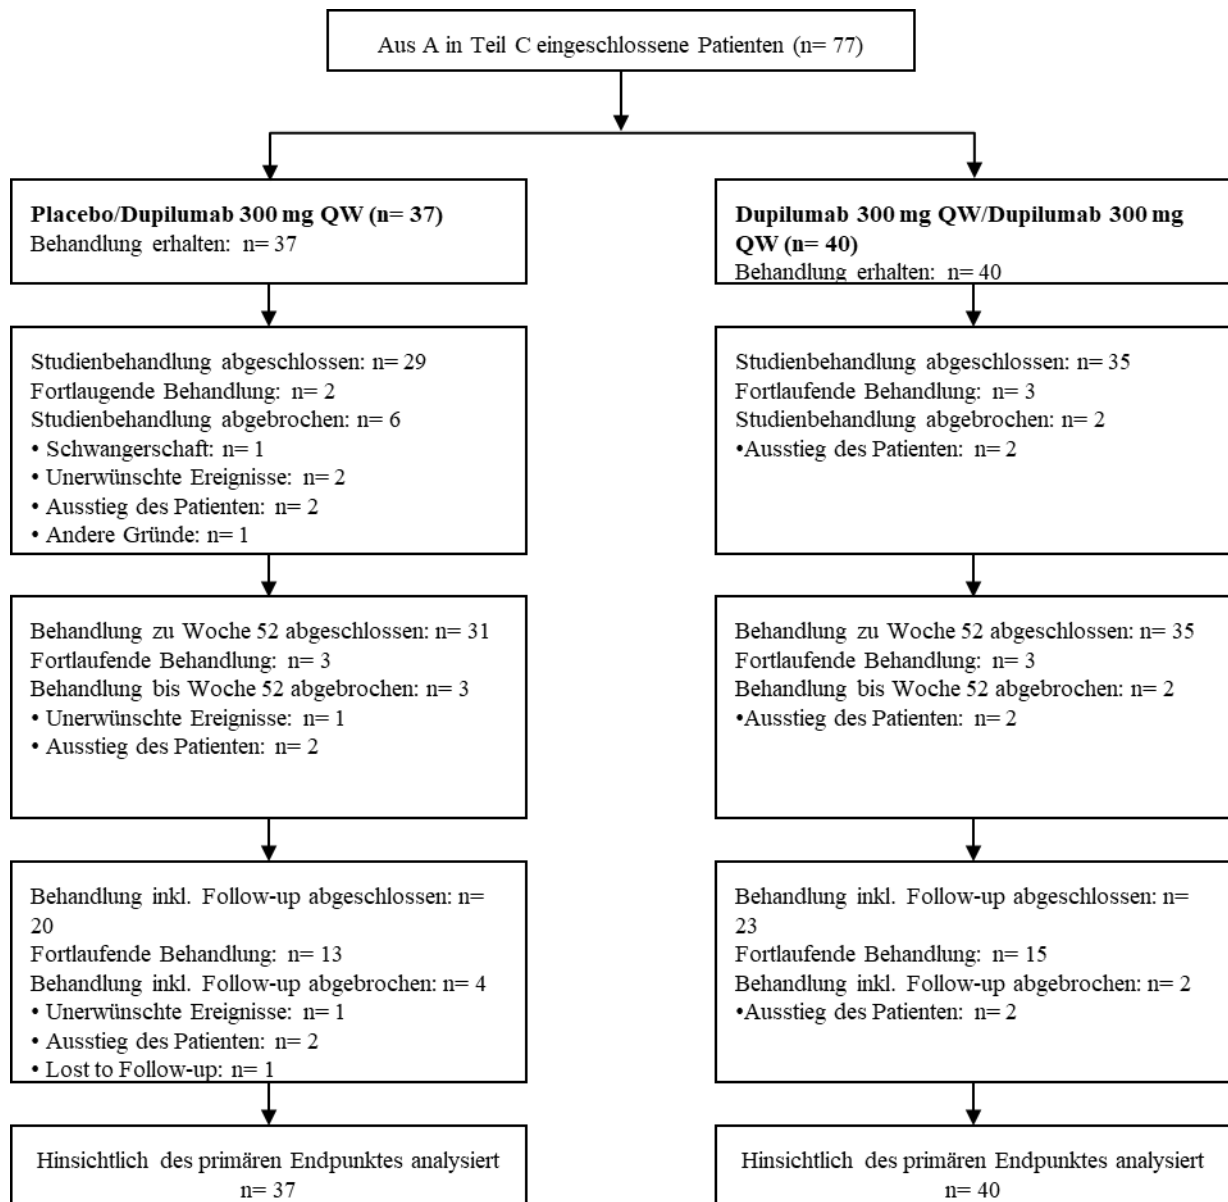 Aus A in Teil C eingeschlossene Patienten (n= 77)
Placebo/Dupilumab 300 mg QW (n= 37)
Behandlung erhalten: n= 37
Dupilumab 300 mg QW/Dupilumab 300 mg
QW (n= 40)
Behandlung erhalten: n= 40
Studienbehandlung abgeschlossen: n= 29
Fortlaugende Behandlung: n= 2
Studienbehandlung abgebrochen: n= 6
• Schwangerschaft: n= 1
• Unerwünschte Ereignisse: n= 2
• Ausstieg des Patienten: n= 2
• Andere Gründe: n= 1
Studienbehandlung abgeschlossen: n= 35
Fortlaufende Behandlung: n= 3
Studienbehandlung abgebrochen: n= 2
•Ausstieg des Patienten: n= 2
Behandlung zu Woche 52 abgeschlossen: n= 31
Fortlaufende Behandlung: n= 3
Behandlung bis Woche 52 abgebrochen: n= 3
• Unerwünschte Ereignisse: n= 1
• Ausstieg des Patienten: n= 2
Behandlung zu Woche 52 abgeschlossen: n= 35
Fortlaufende Behandlung: n= 3
Behandlung bis Woche 52 abgebrochen: n= 2
•Ausstieg des Patienten: n= 2
Behandlung inkl. Follow-up abgeschlossen: n=
20
Fortlaufende Behandlung: n= 13
Behandlung inkl. Follow-up abgebrochen: n= 4
• Unerwünschte Ereignisse: n= 1
• Ausstieg des Patienten: n= 2
• Lost to Follow-up: n= 1
Behandlung inkl. Follow-up abgeschlossen: n=
23
Fortlaufende Behandlung: n= 15
Behandlung inkl. Follow-up abgebrochen: n= 2
•Ausstieg des Patienten: n= 2
Hinsichtlich des primären Endpunktes analysiert
n= 37
Hinsichtlich des primären Endpunktes analysiert
n= 40